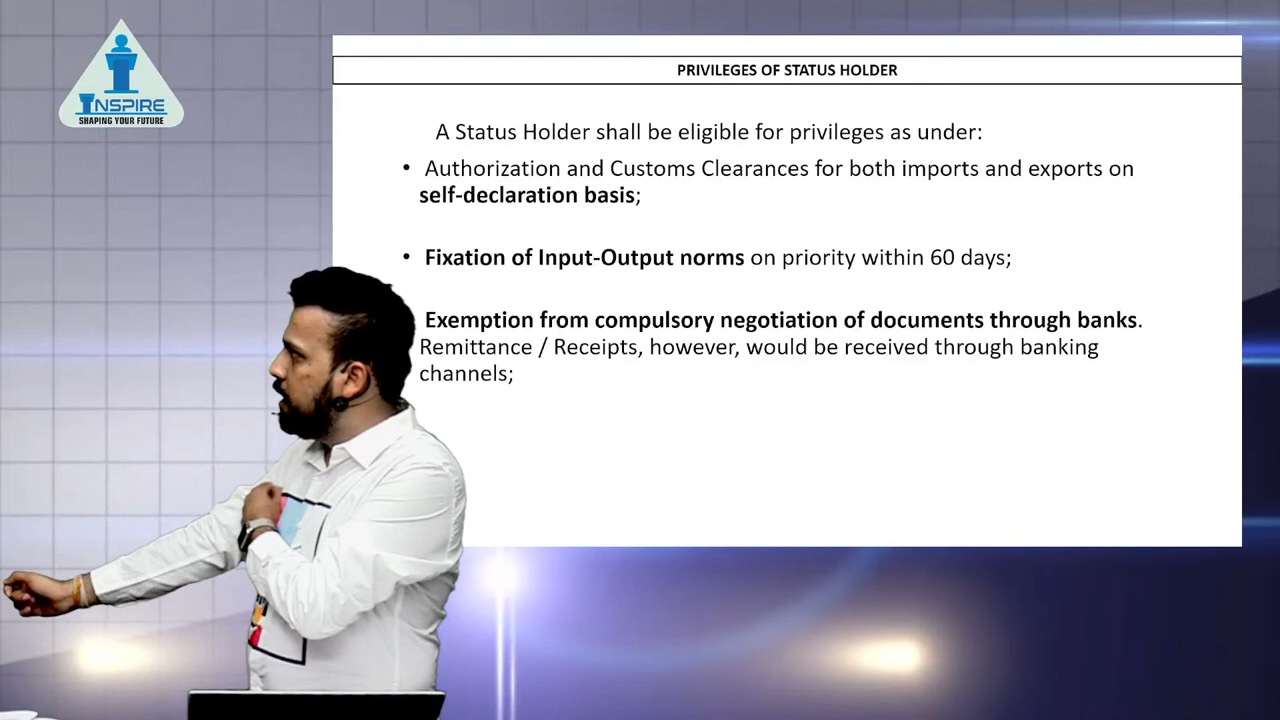 INSPIRE
SHAPING YOUR FUTURE
PRIVILEGES OF STATUS HOLDER
A Status Holder shall be eligible for privileges as under:
• Authorization and Customs Clearances for both imports and exports on
self-declaration basis;
• Fixation of Input-Output norms on priority within 60 days;
Exemption from compulsory negotiation of documents through banks.
Remittance / Receipts, however, would be received through banking
channels;